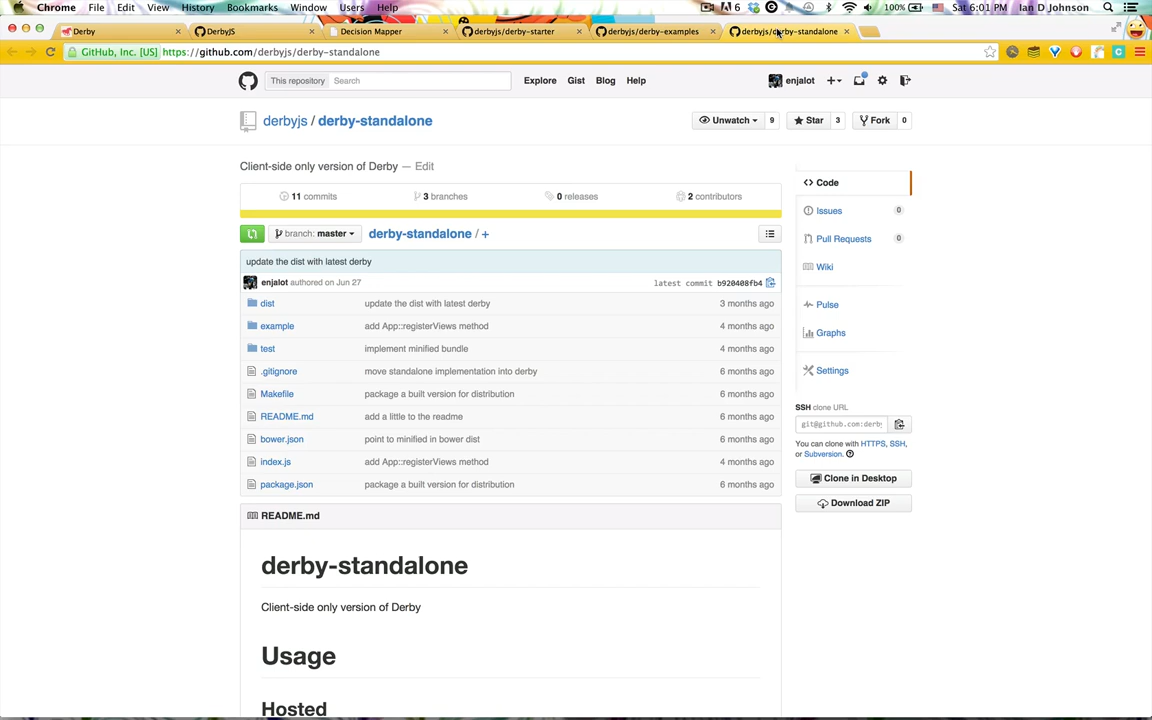 Chrome File Edit View History Bookmarks Window Users Help 6 100% Sat 6:01 PM Ian D Johnson
Derby DerbyJS Decision Mapper derbyjs/derby-starter derbyjs/derby-examples derbyjs/derby-standalone
GitHub, Inc. [US] https://github.com/derbyjs/derby-standalone
This repository Search Explore Gist Blog Help enjalot
derbyjs / derby-standalone Unwatch 9 Star 3 Fork 0
Client-side only version of Derby — Edit
11 commits 3 branches 0 releases 2 contributors
branch: master derby-standalone / +
update the dist with latest derby
enjalot authored on Jun 27 latest commit b920408fb4
dist update the dist with latest derby 3 months ago
example add App::registerViews method 4 months ago
test implement minified bundle 4 months ago
.gitignore move standalone implementation into derby 6 months ago
Makefile package a built version for distribution 6 months ago
README.md add a little to the readme 6 months ago
bower.json point to minified in bower dist 6 months ago
index.js add App::registerViews method 4 months ago
package.json package a built version for distribution 6 months ago
README.md
derby-standalone
Client-side only version of Derby
Usage
Hosted
Code
Issues 0
Pull Requests 0
Wiki
Pulse
Graphs
Settings
SSH clone URL
git@github.com:derby
You can clone with HTTPS, SSH,
or Subversion.
Clone in Desktop
Download ZIP